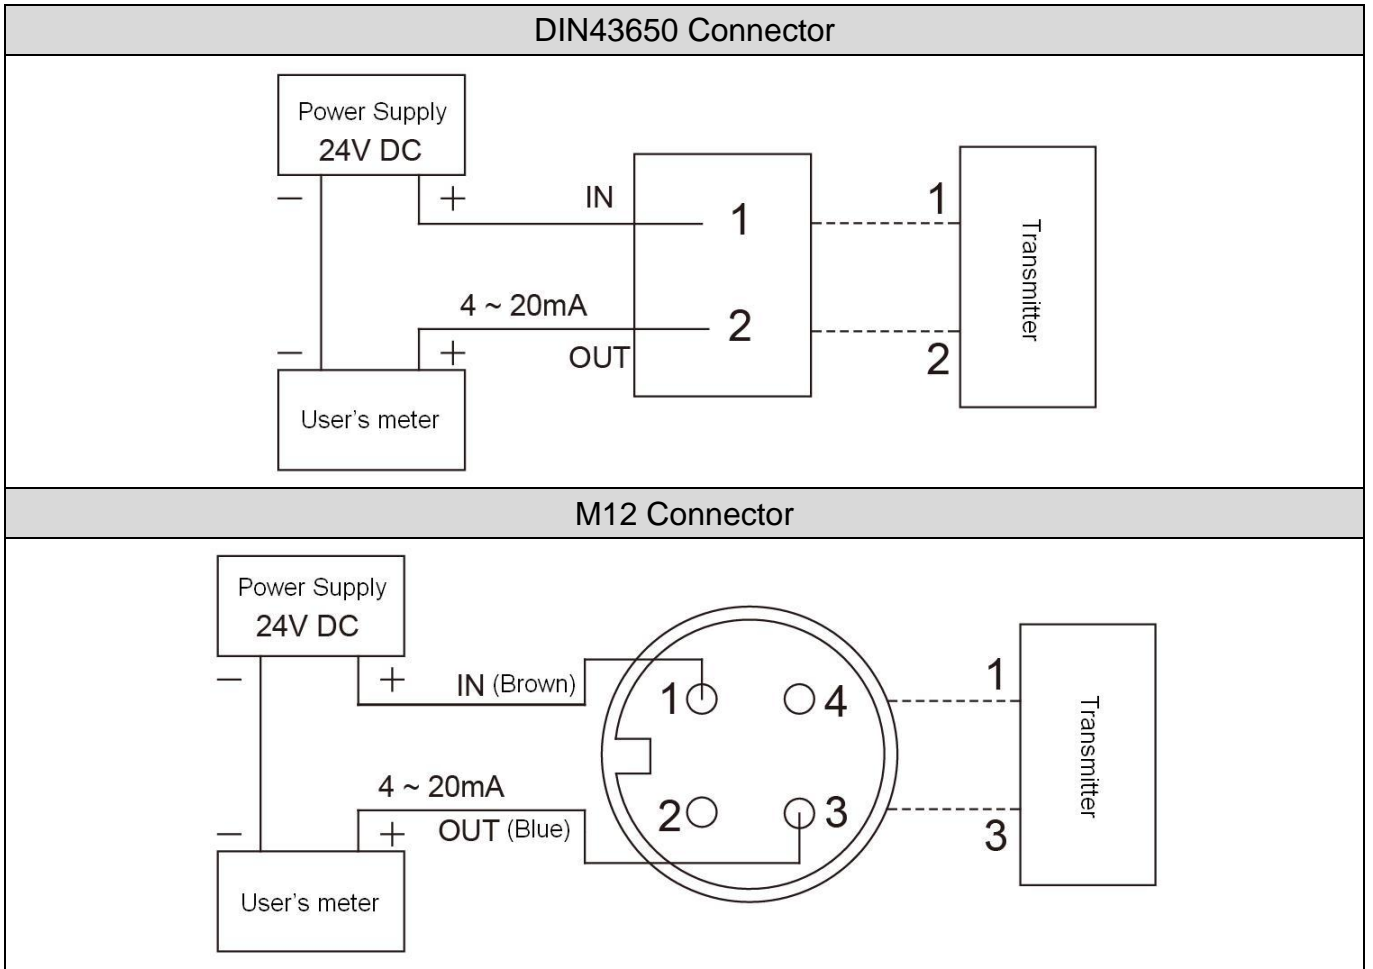 DIN43650 Connector
Power Supply
24V DC
− +
IN
1
1
4 ~ 20mA
2
− +
OUT
2
User's meter
Transmitter
M12 Connector
Power Supply
24V DC
− +
IN (Brown)
1
4
1
4 ~ 20mA
− +
OUT (Blue)
2
3
3
User's meter
Transmitter